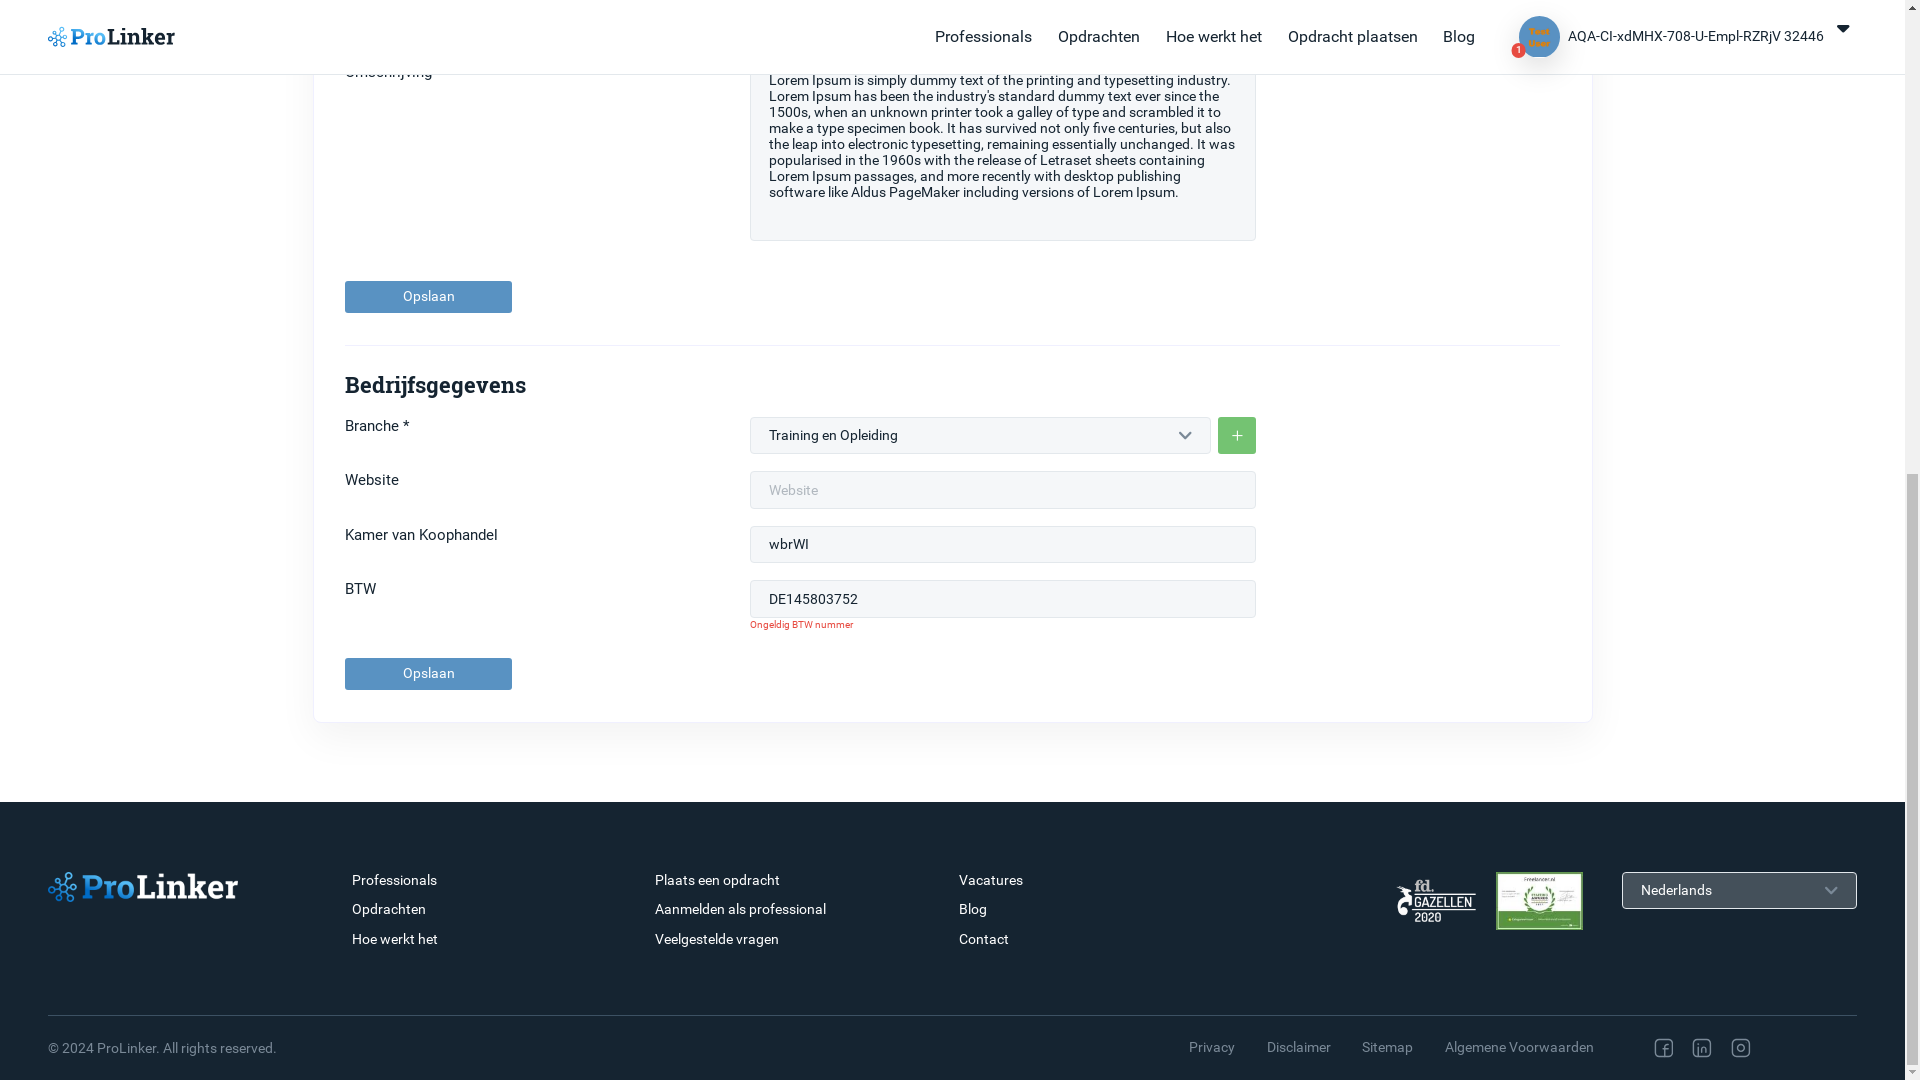 ProLinker
Professionals
Opdrachten
Hoe werkt het
Opdracht plaatsen
Blog
Test
User
1
AQA-CI-xdMHX-708-U-Empl-RZRjV 32446
Omschrijving
Lorem Ipsum is simply dummy text of the printing and typesetting industry.
Lorem Ipsum has been the industry's standard dummy text ever since the
1500s, when an unknown printer took a galley of type and scrambled it to
make a type specimen book. It has survived not only five centuries, but also
the leap into electronic typesetting, remaining essentially unchanged. It was
popularised in the 1960s with the release of Letraset sheets containing
Lorem Ipsum passages, and more recently with desktop publishing
software like Aldus PageMaker including versions of Lorem Ipsum.
Opslaan
Bedrijfsgegevens
Branche *
Training en Opleiding
Website
Website
Kamer van Koophandel
wbrWI
BTW
DE145803752
Ongeldig BTW nummer
Opslaan
ProLinker
Professionals
Opdrachten
Hoe werkt het
Plaats een opdracht
Aanmelden als professional
Veelgestelde vragen
Vacatures
Blog
Contact
fd.
GAZELLEN
2020
Freelancer.nl
Nederlands
© 2024 ProLinker. All rights reserved.
Privacy
Disclaimer
Sitemap
Algemene Voorwaarden